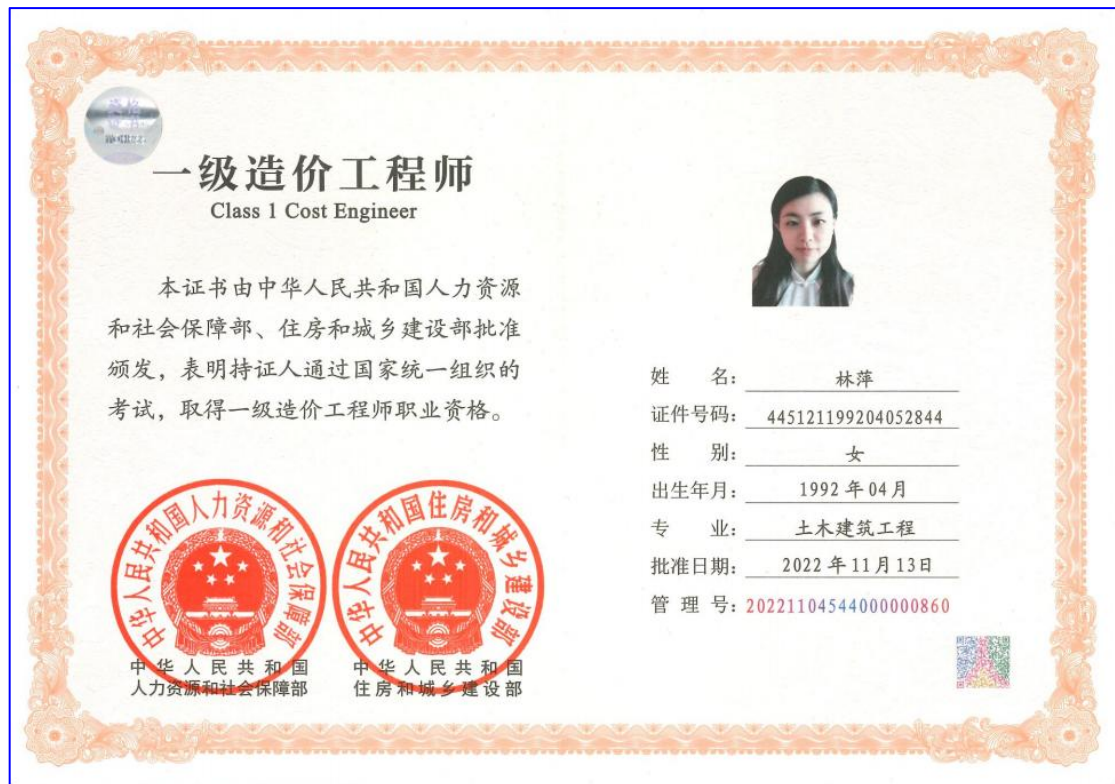 一级造价工程师
Class 1 Cost Engineer
本证书由中华人民共和国人力资源
和社会保障部、住房和城乡建设部批准
颁发，表明持证人通过国家统一组织的
考试，取得一级造价工程师职业资格。
中华人民共和国人力资源和社会保障部
中华人民共和国住房和城乡建设部
中华人民共和国
人力资源和社会保障部
中华人民共和国
住房和城乡建设部
姓 名：林萍
证件号码：445121199204052844
性 别：女
出生年月：1992年04月
专 业：土木建筑工程
批准日期：2022年11月13日
管 理 号：20221104544000000860